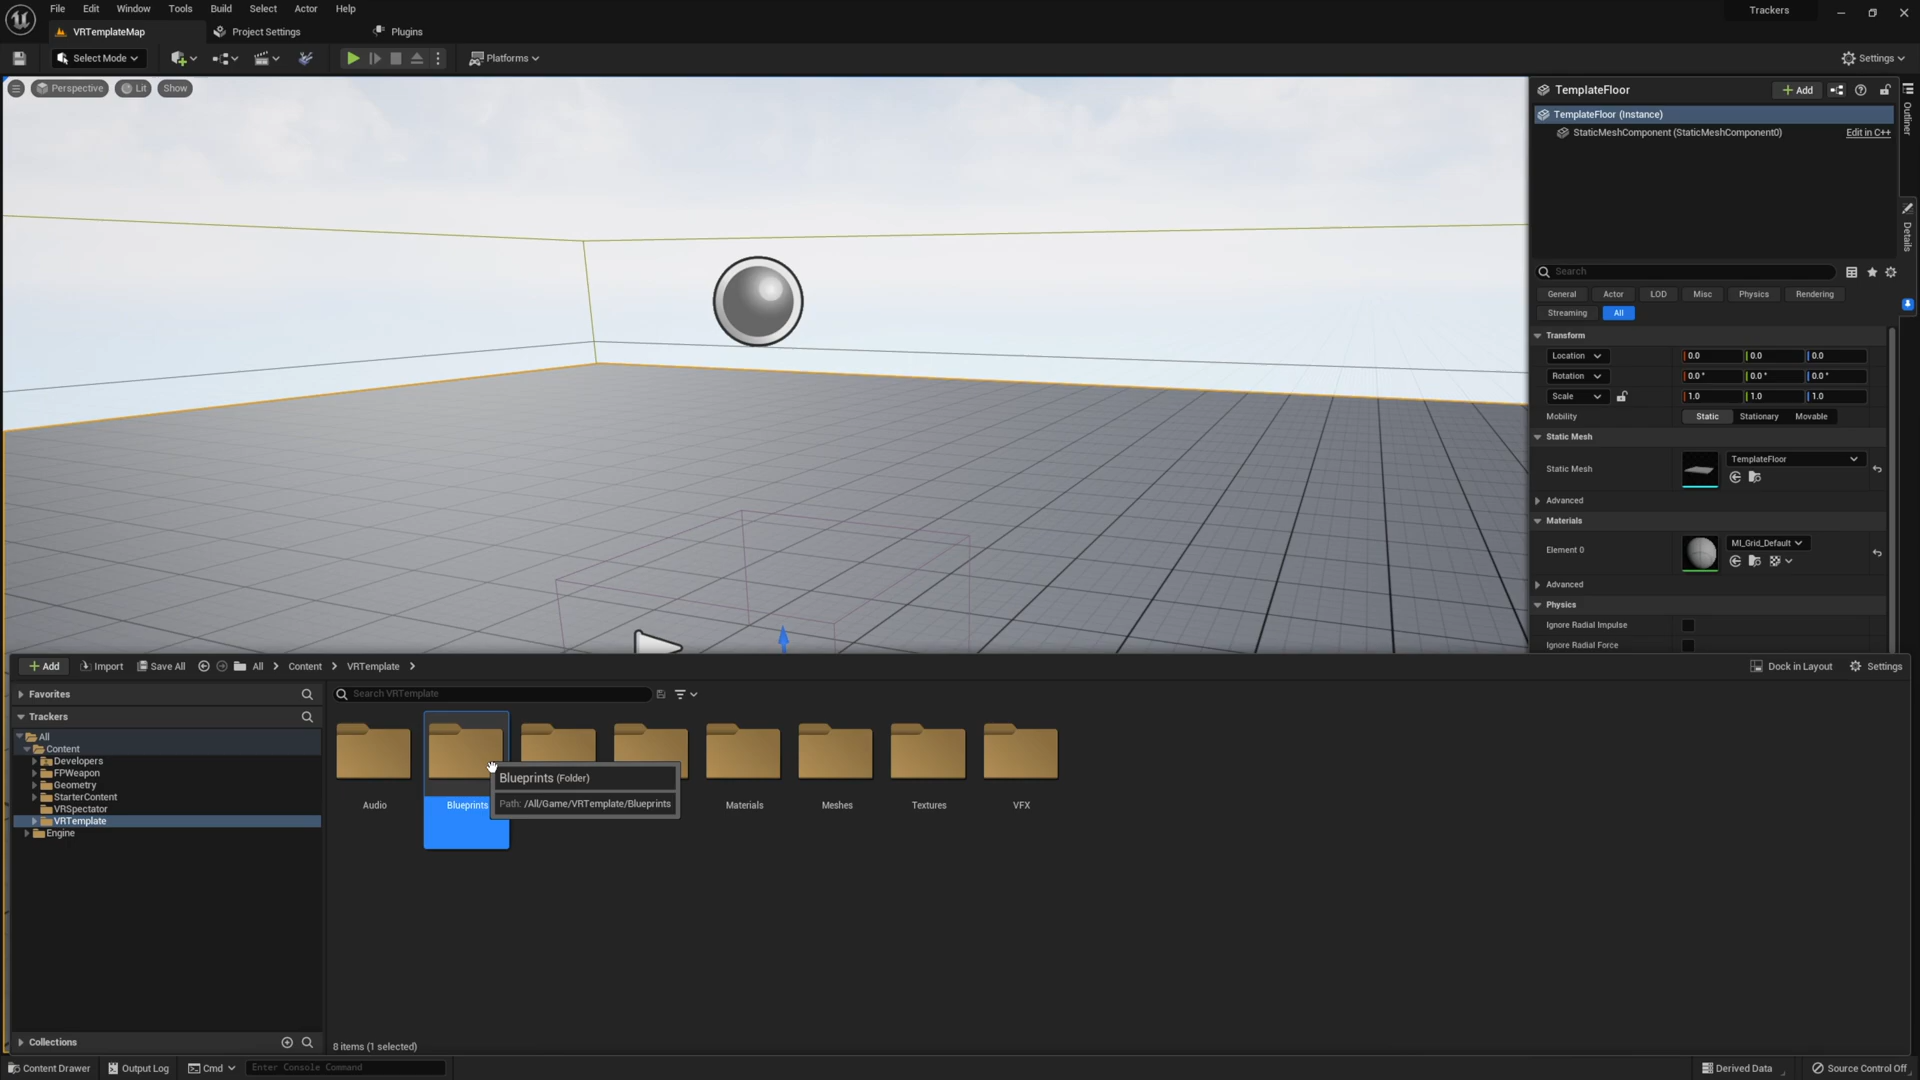 File Edit Window Tools Build Select Actor Help
Trackers
VRTemplateMap
Project Settings
Plugins
Select Mode
Platforms
Settings
Perspective
Lit
Show
TemplateFloor
+ Add
TemplateFloor (Instance)
StaticMeshComponent (StaticMeshComponent0)
Edit in C++
Outliner
Details
Search
General
Actor
LOD
Misc
Physics
Rendering
Streaming
All
Transform
Location
0.0
0.0
0.0
Rotation
0.0 °
0.0 °
0.0 °
Scale
1.0
1.0
1.0
Mobility
Static
Stationary
Movable
Static Mesh
Static Mesh
TemplateFloor
Advanced
Materials
Element 0
MI_Grid_Default
Advanced
Physics
Ignore Radial Impulse
Ignore Radial Force
+ Add
Import
Save All
All
Content
VRTemplate
Dock in Layout
Settings
Favorites
Search VRTemplate
Trackers
All
Content
Developers
FPWeapon
Geometry
StarterContent
VRSpectator
VRTemplate
Engine
Audio
Blueprints
Materials
Meshes
Textures
VFX
Blueprints (Folder)
Path: /All/Game/VRTemplate/Blueprints
Collections
8 items (1 selected)
Content Drawer
Output Log
Cmd
Enter Console Command
Derived Data
Source Control Off